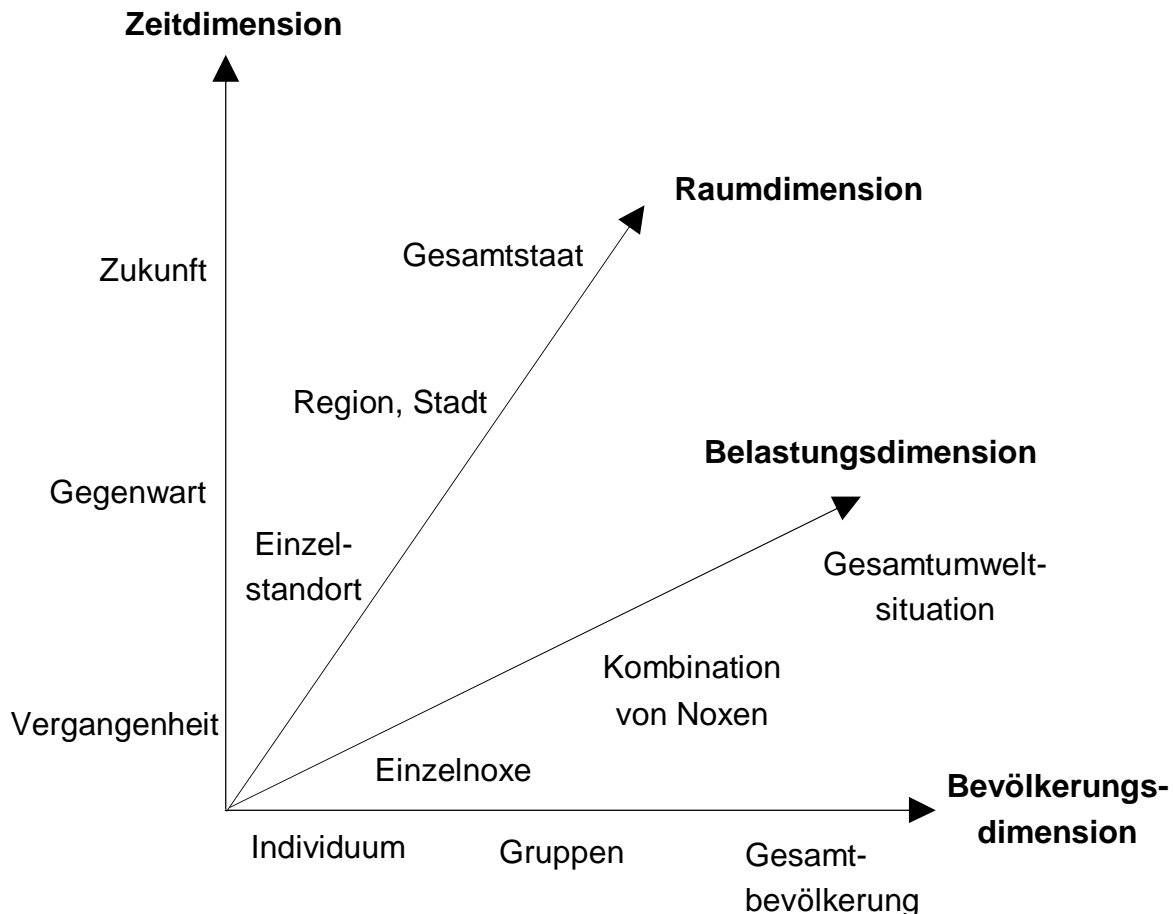 Zeitdimension
Raumdimension
Gesamtstaat
Zukunft
Region, Stadt
Belastungsdimension
Gegenwart
Einzel-
standort
Gesamtumwelt-
situation
Kombination
von Noxen
Vergangenheit
Einzelnoxe
Bevölkerungs-
dimension
Individuum
Gruppen
Gesamt-
bevölkerung